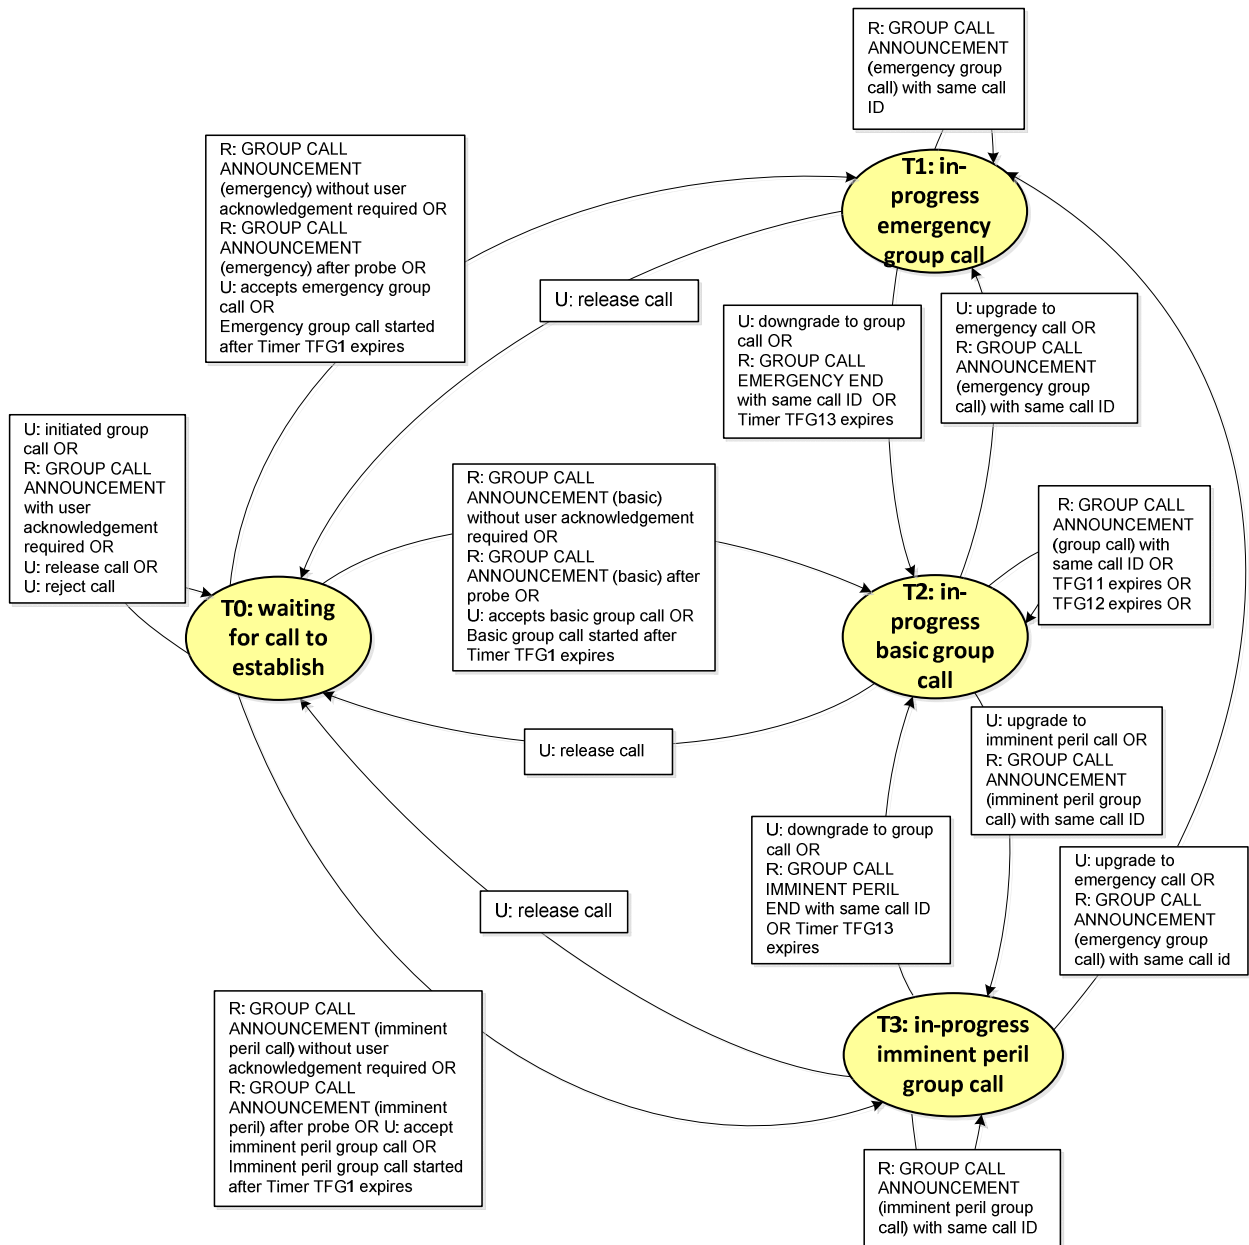 R: GROUP CALL
ANNOUNCEMENT
(emergency group
call) with same call
ID
R: GROUP CALL
ANNOUNCEMENT
(emergency) without user
acknowledgement required OR
R: GROUP CALL
ANNOUNCEMENT
(emergency) after probe OR
U: accepts emergency group
call OR
Emergency group call started
after Timer TFG1 expires
T1: in-
progress
emergency
group call
U: release call
U: downgrade to group
call OR
R: GROUP CALL
EMERGENCY END
with same call ID OR
Timer TFG13 expires
U: upgrade to
emergency call OR
R: GROUP CALL
ANNOUNCEMENT
(emergency group
call) with same call ID
U: initiated group
call OR
R: GROUP CALL
ANNOUNCEMENT
with user
acknowledgement
required OR
U: release call OR
U: reject call
R: GROUP CALL
ANNOUNCEMENT (basic)
without user acknowledgement
required OR
R: GROUP CALL
ANNOUNCEMENT (basic) after
probe OR
U: accepts basic group call OR
Basic group call started after
Timer TFG1 expires
R: GROUP CALL
ANNOUNCEMENT
(group call) with
same call ID OR
TFG11 expires OR
TFG12 expires OR
T0: waiting
for call to
establish
T2: in-
progress
basic group
call
U: release call
U: upgrade to
imminent peril call OR
R: GROUP CALL
ANNOUNCEMENT
(imminent peril group
call) with same call ID
U: downgrade to group
call OR
R: GROUP CALL
IMMINENT PERIL
END with same call ID
OR Timer TFG13
expires
U: upgrade to
emergency call OR
R: GROUP CALL
ANNOUNCEMENT
(emergency group
call) with same call id
U: release call
R: GROUP CALL
ANNOUNCEMENT (imminent
peril call) without user
acknowledgement required OR
R: GROUP CALL
ANNOUNCEMENT (imminent
peril) after probe OR U: accept
imminent peril group call OR
Imminent peril group call started
after Timer TFG1 expires
T3: in-progress
imminent peril
group call
R: GROUP CALL
ANNOUNCEMENT
(imminent peril group
call) with same call ID